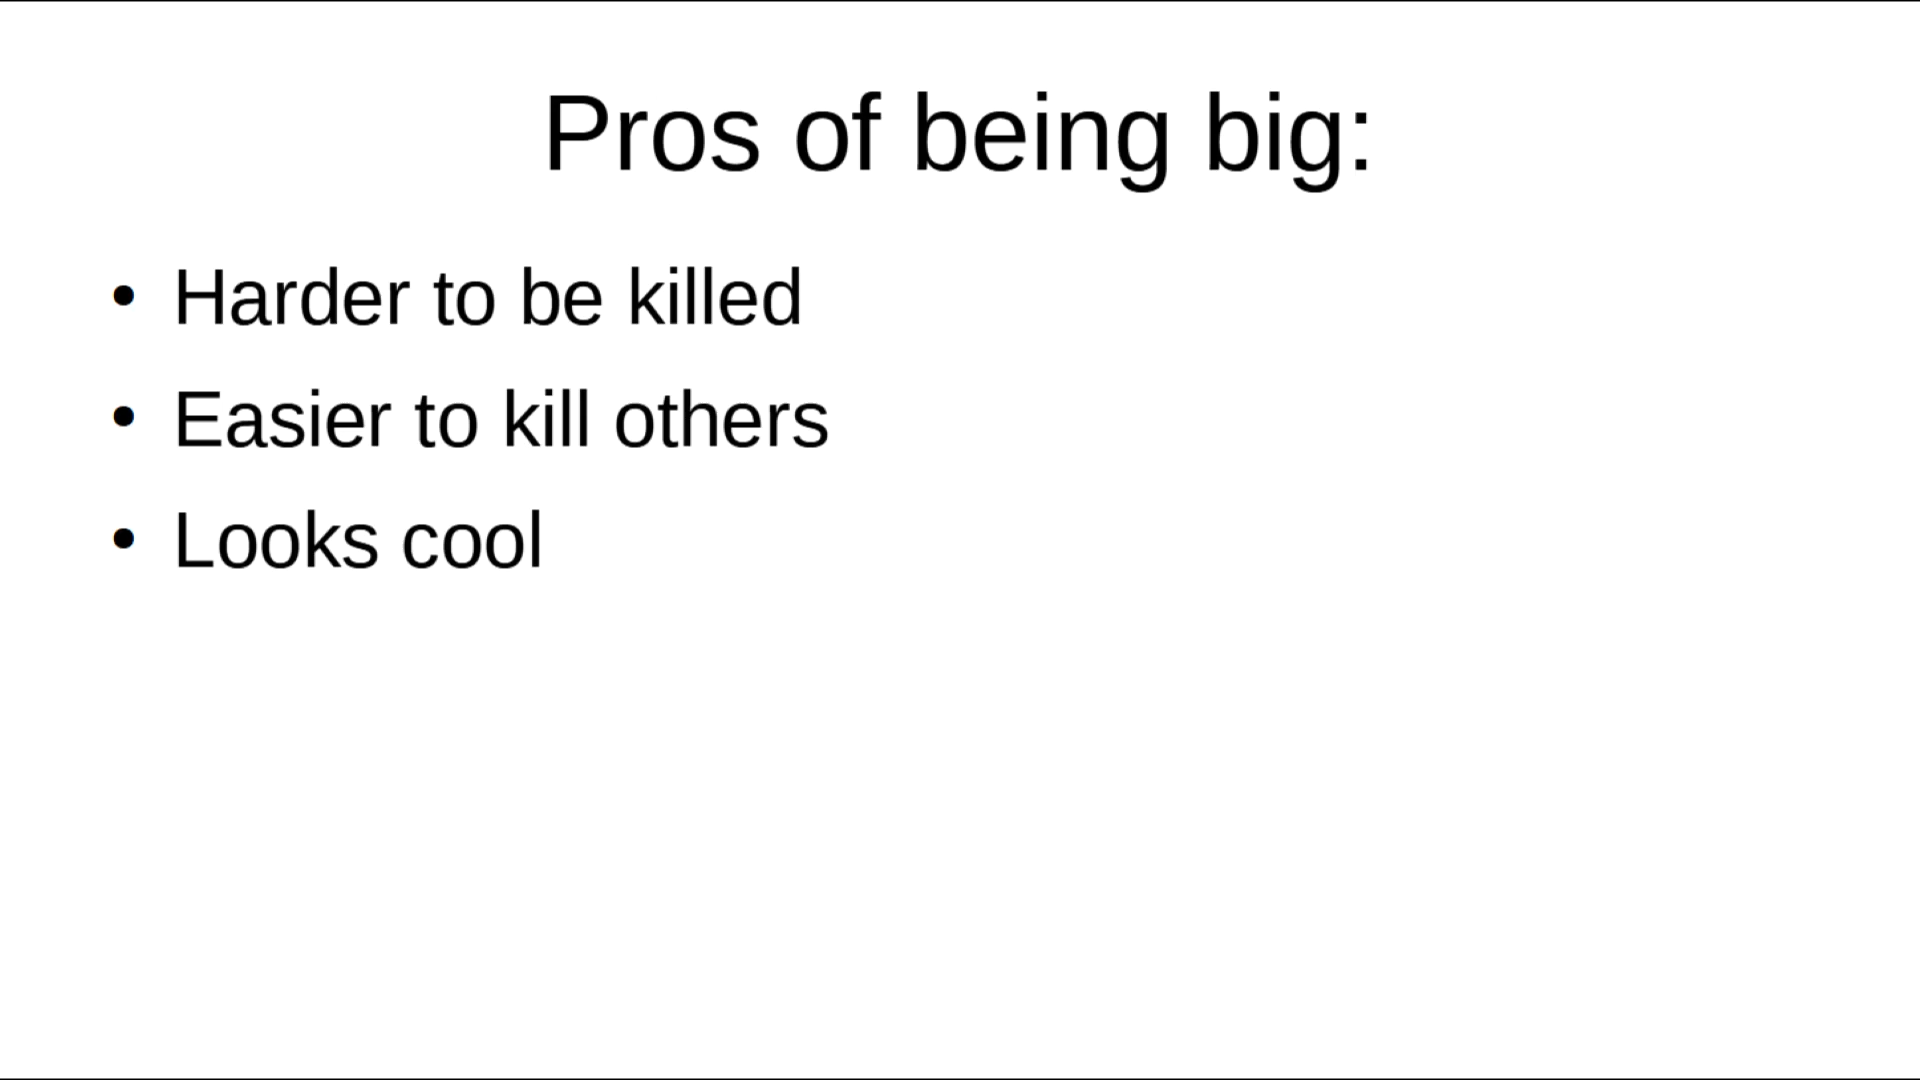 Pros of being big:
• Harder to be killed
• Easier to kill others
• Looks cool